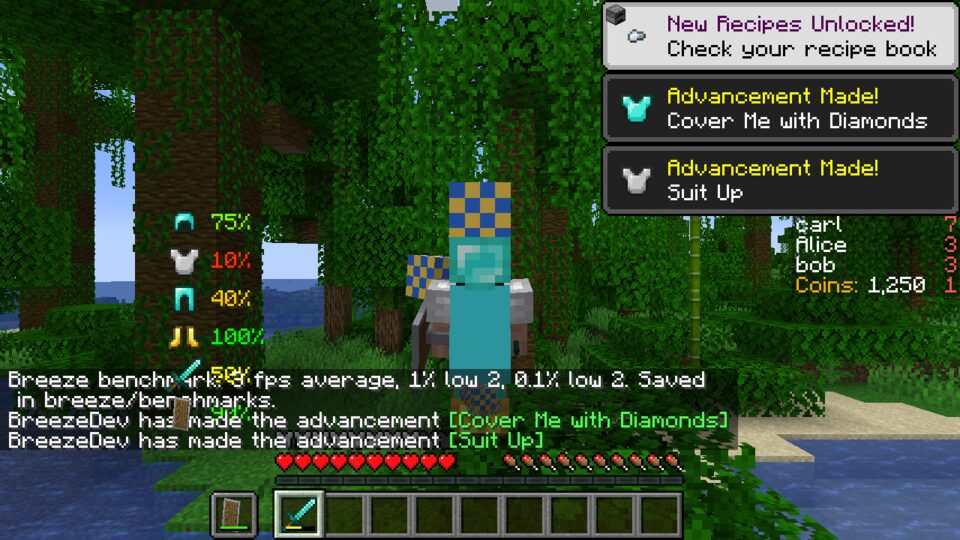 New Recipes Unlocked!
Check your recipe book
Advancement Made!
Cover Me with Diamonds
Advancement Made!
Suit Up
carl 7
Alice 3
bob 3
Coins: 1,250 1
75%
10%
40%
100%
50%
Breeze benchmark: fps average, 1% low 2, 0.1% low 2. Saved
in breeze/benchmarks.
BreezeDev has made the advancement [Cover Me with Diamonds]
BreezeDev has made the advancement [Suit Up]